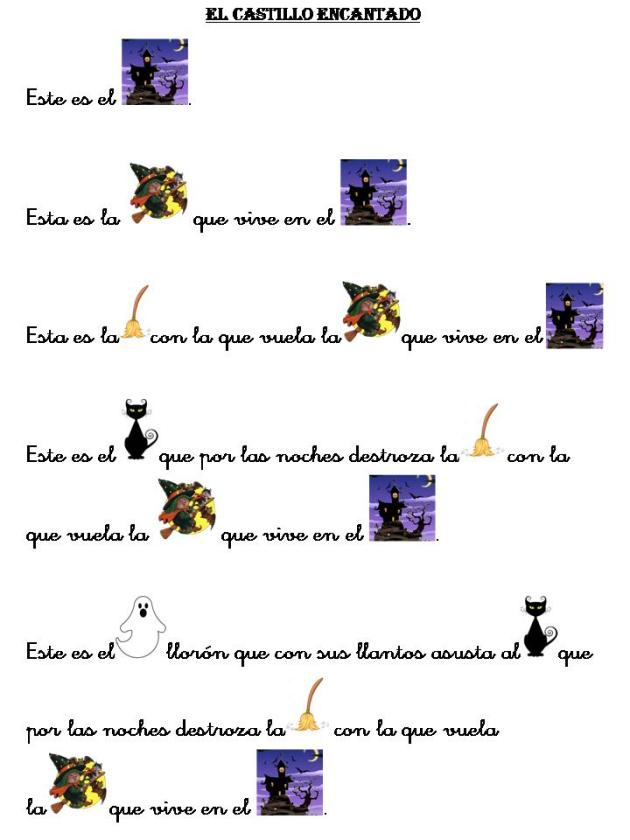 EL CASTILLO ENCANTADO
Este es el .
Esta es la que vive en el .
Esta es la con la que vuela la que vive en el
Este es el que por las noches destroza la con la
que vuela la que vive en el .
Este es el llorón que con sus llantos asusta al que
por las noches destroza la con la que vuela
la que vive en el .